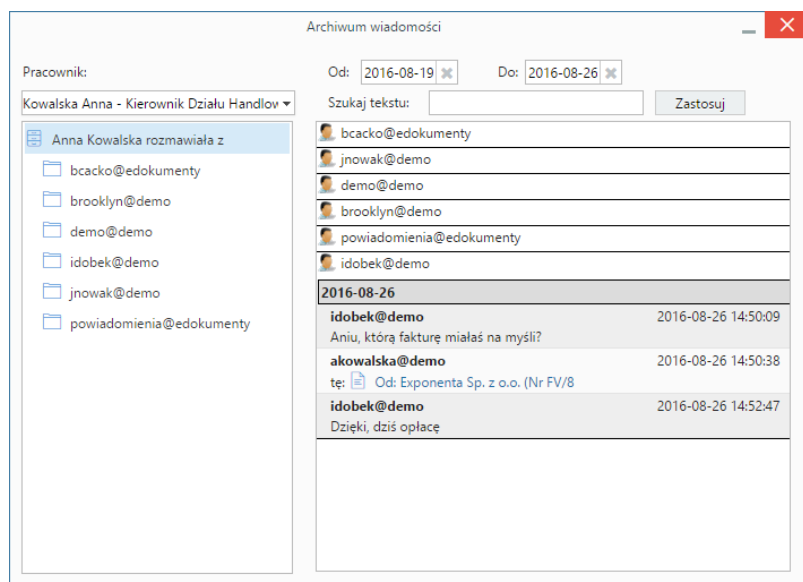 Archiwum wiadomości
Pracownik:
Od: 2016-08-19 Do: 2016-08-26
Kowalska Anna - Kierownik Działu Handlov
Szukaj tekstu: Zastosuj
Anna Kowalska rozmawiała z
bcacko@edokumenty
brooklyn@demo
demo@demo
idobek@demo
jnowak@demo
powiadomienia@edokumenty
bcacko@edokumenty
jnowak@demo
demo@demo
brooklyn@demo
powiadomienia@edokumenty
idobek@demo
2016-08-26
idobek@demo 2016-08-26 14:50:09
Aniu, którą fakturę miałaś na myśli?
akowalska@demo 2016-08-26 14:50:38
tę: Od: Exponenta Sp. z o.o. (Nr FV/8
idobek@demo 2016-08-26 14:52:47
Dzięki, dziś opłacę